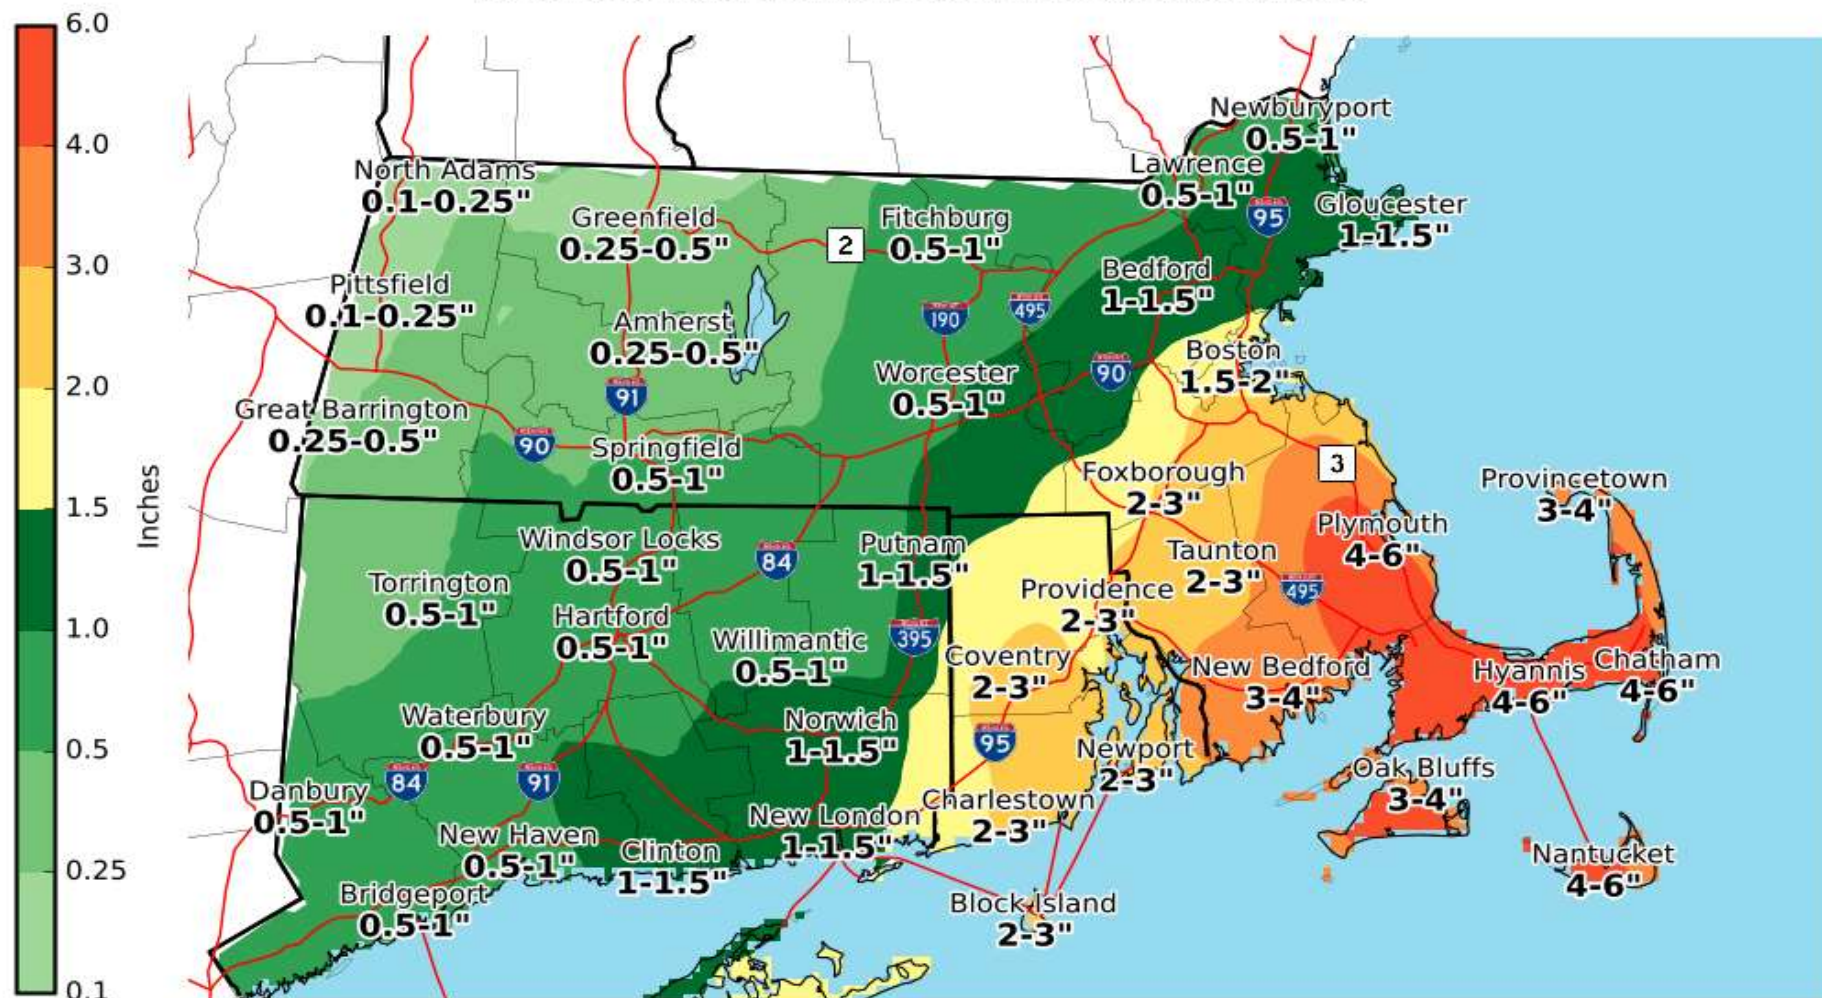 6.0
4.0
3.0
2.0
1.5
1.0
0.5
0.25
0.1
Inches
Newburyport
0.5-1"
Lawrence
0.5-1"
North Adams
0.1-0.25"
95
Gloucester
1-1.5"
Greenfield
0.25-0.5"
2
Fitchburg
0.5-1"
Bedford
1-1.5"
Pittsfield
0.1-0.25"
190
495
Amherst
0.25-0.5"
Boston
1.5-2"
Worcester
0.5-1"
90
91
Great Barrington
0.25-0.5"
90
Springfield
0.5-1"
3
Foxborough
2-3"
Provincetown
3-4"
Plymouth
4-6"
Windsor Locks
0.5-1"
84
Putnam
1-1.5"
Taunton
2-3"
Torrington
0.5-1"
Providence
2-3"
495
Hartford
0.5-1"
Willimantic
0.5-1"
395
Coventry
2-3"
New Bedford
3-4"
Hyannis
4-6"
Chatham
4-6"
Waterbury
0.5-1"
Norwich
1-1.5"
95
Newport
2-3"
84
91
Oak Bluffs
3-4"
Danbury
0.5-1"
New London
1-1.5"
Charlestown
2-3"
New Haven
0.5-1"
Clinton
1-1.5"
Nantucket
4-6"
Bridgeport
0.5-1"
Block Island
2-3"